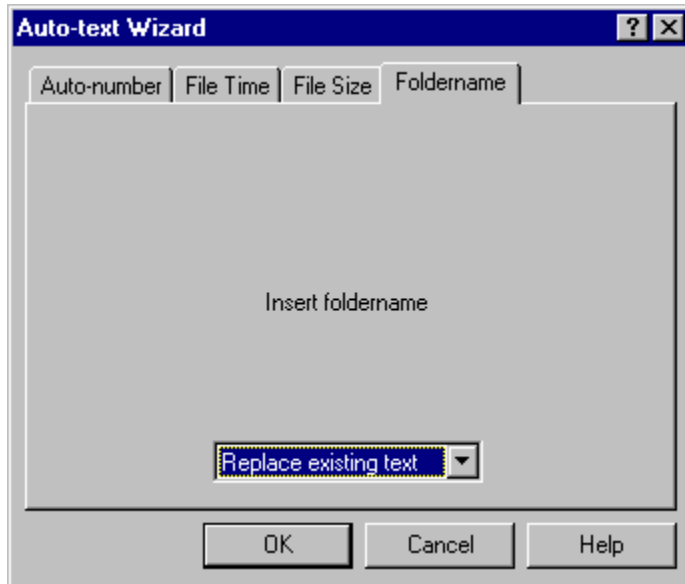 Auto-text Wizard
Auto-number File Time File Size Foldername
Insert foldername
Replace existing text
OK Cancel Help